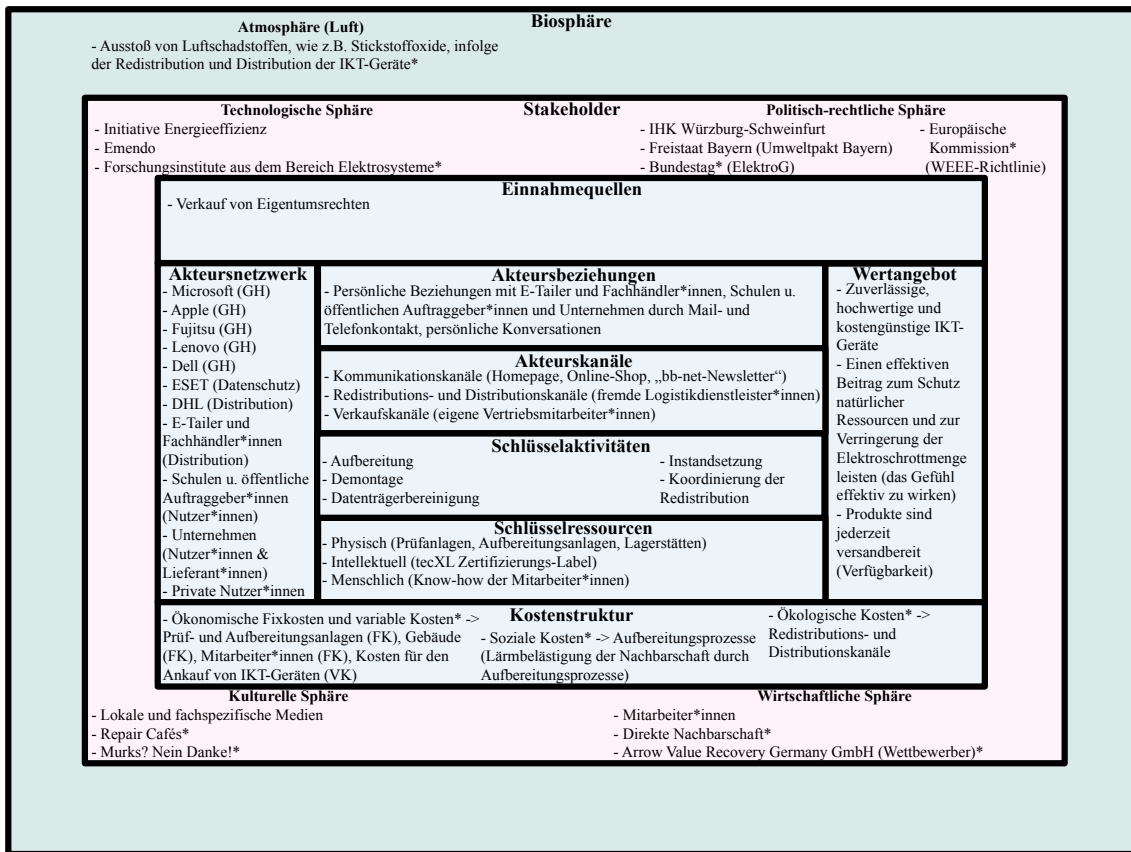 Biosphäre
Atmosphäre (Luft)
- Ausstoß von Luftschadstoffen, wie z.B. Stickstoffoxide, infolge
der Redistribution und Distribution der IKT-Geräte*
Stakeholder
Technologische Sphäre
- Initiative Energieeffizienz
- Emendo
- Forschungsinstitute aus dem Bereich Elektrosysteme*
Politisch-rechtliche Sphäre
- IHK Würzburg-Schweinfurt
- Freistaat Bayern (Umweltpakt Bayern)
- Bundestag* (ElektroG)
- Europäische
Kommission*
(WEEE-Richtlinie)
Einnahmequellen
- Verkauf von Eigentumsrechten
Akteursnetzwerk
- Microsoft (GH)
- Apple (GH)
- Fujitsu (GH)
- Lenovo (GH)
- Dell (GH)
- ESET (Datenschutz)
- DHL (Distribution)
- E-Tailer und
Fachhändler*innen
(Distribution)
- Schulen u. öffentliche
Auftraggeber*innen
(Nutzer*innen)
- Unternehmen
(Nutzer*innen &
Lieferant*innen)
- Private Nutzer*innen
Akteursbeziehungen
- Persönliche Beziehungen mit E-Tailer und Fachhändler*innen, Schulen u.
öffentlichen Auftraggeber*innen und Unternehmen durch Mail- und
Telefonkontakt, persönliche Konversationen
Akteurskanäle
- Kommunikationskanäle (Homepage, Online-Shop, „bb-net-Newsletter“)
- Redistributions- und Distributionskanäle (fremde Logistikdienstleister*innen)
- Verkaufskanäle (eigene Vertriebsmitarbeiter*innen)
Schlüsselaktivitäten
- Aufbereitung
- Demontage
- Datenträgerbereinigung
- Instandsetzung
- Koordinierung der
Redistribution
Schlüsselressourcen
- Physisch (Prüfanlagen, Aufbereitungsanlagen, Lagerstätten)
- Intellektuell (tecXL Zertifizierungs-Label)
- Menschlich (Know-how der Mitarbeiter*innen)
Wertangebot
- Zuverlässige,
hochwertige und
kostengünstige IKT-
Geräte
- Einen effektiven
Beitrag zum Schutz
natürlicher
Ressourcen und zur
Verringerung der
Elektroschrottmenge
leisten (das Gefühl
effektiv zu wirken)
- Produkte sind
jederzeit
versandbereit
(Verfügbarkeit)
Kostenstruktur
- Ökonomische Fixkosten und variable Kosten* ->
Prüf- und Aufbereitungsanlagen (FK), Gebäude
(FK), Mitarbeiter*innen (FK), Kosten für den
Ankauf von IKT-Geräten (VK)
- Soziale Kosten* -> Aufbereitungsprozesse
(Lärmbelästigung der Nachbarschaft durch
Aufbereitungsprozesse)
- Ökologische Kosten* ->
Redistributions- und
Distributionskanäle
Kulturelle Sphäre
- Lokale und fachspezifische Medien
- Repair Cafés*
- Murks? Nein Danke!*
Wirtschaftliche Sphäre
- Mitarbeiter*innen
- Direkte Nachbarschaft*
- Arrow Value Recovery Germany GmbH (Wettbewerber)*